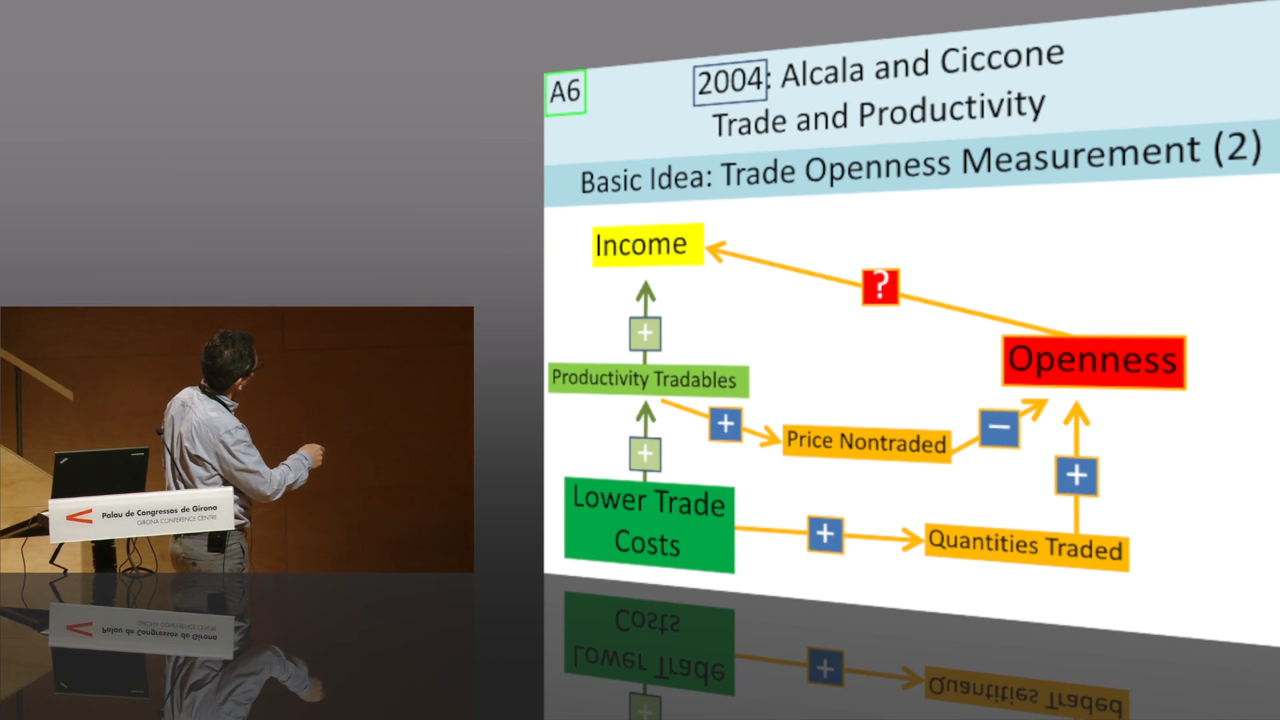 A6
2004: Alcala and Ciccone
Trade and Productivity
Basic Idea: Trade Openness Measurement (2)
Income
?
+
Openness
Productivity Tradables
+
Price Nontraded
−
+
+
Lower Trade
Costs
+
Quantities Traded
Palau de Congressos de Girona
GIRONA CONFERENCE CENTRE